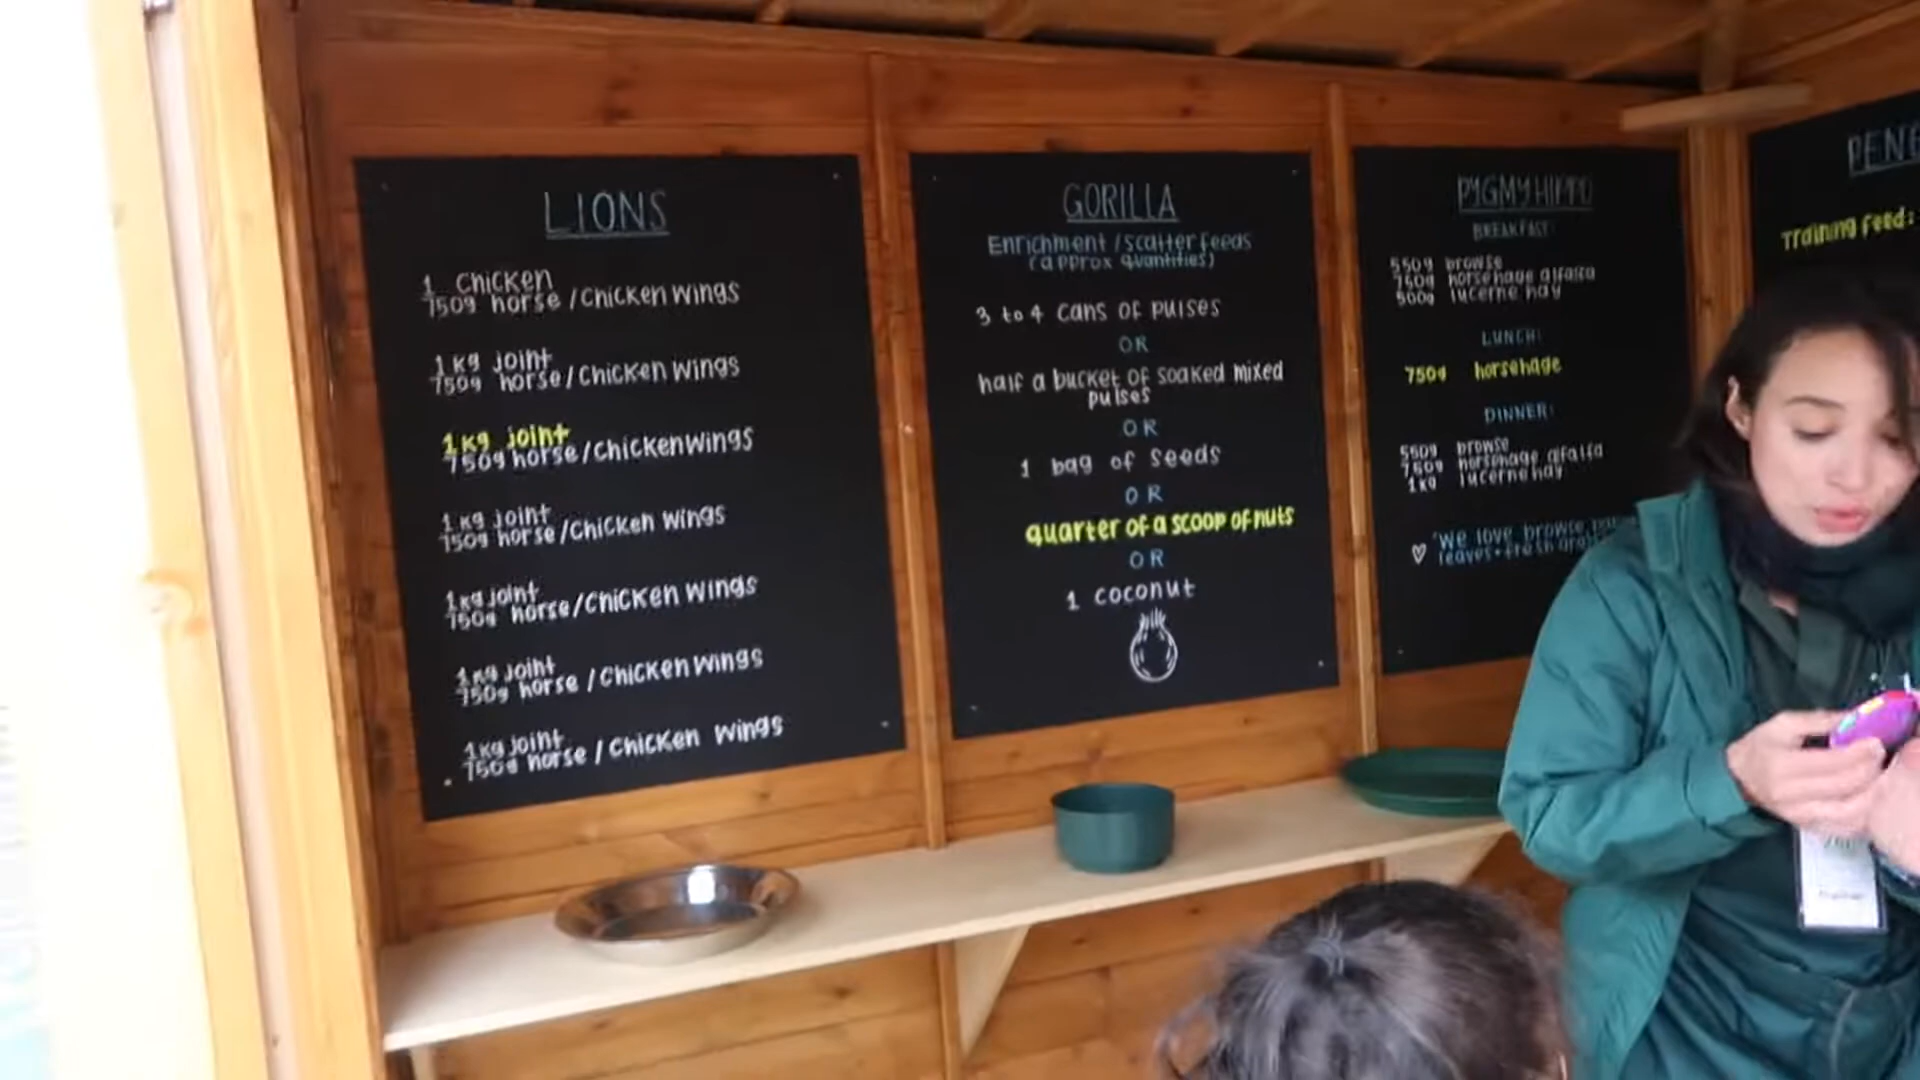 LIONS
1 Chicken
750g horse / Chicken Wings
1kg joint
750g horse / Chicken Wings
1kg joint
750g horse / Chicken Wings
1kg joint
750g horse / Chicken Wings
1kg joint
750g horse / Chicken Wings
1kg joint
750g horse / Chicken Wings
1kg joint
750g horse / Chicken Wings
GORILLA
Enrichment / scatter feeds
(approx quantities)
3 to 4 cans of pulses
OR
half a bucket of soaked mixed
pulses
OR
1 bag of seeds
OR
quarter of a scoop of nuts
OR
1 coconut
PYGMY HIPPO
BREAKFAST:
550g browse
750g horsehage alfalfa
500g lucerne hay
LUNCH:
750g horsehage
DINNER:
550g browse
750g horsehage alfalfa
1kg lucerne hay
"We love browse
leaves + fresh
PENG
Training feed: